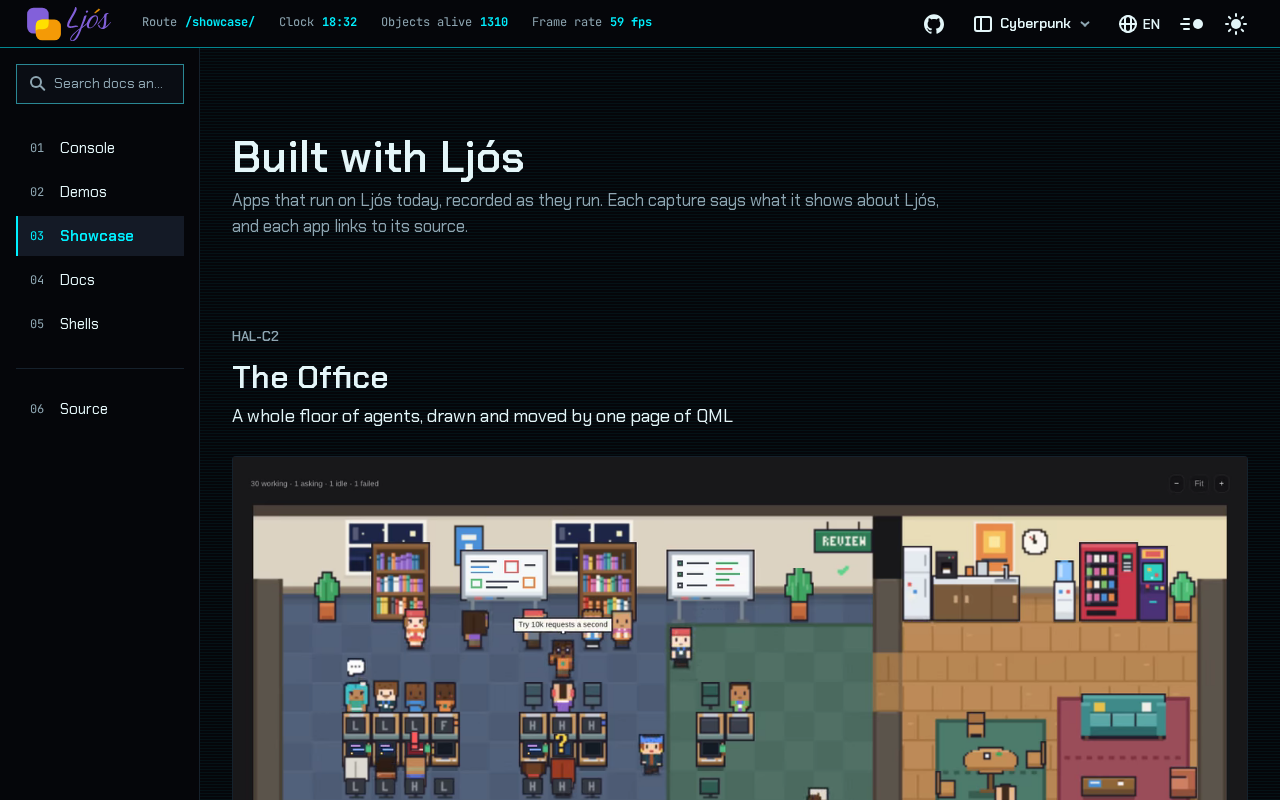 Ljós
Route /showcase/ Clock 18:32 Objects alive 1310 Frame rate 59 fps
Cyberpunk
EN
Search docs an...
01 Console
02 Demos
03 Showcase
04 Docs
05 Shells
06 Source
Built with Ljós
Apps that run on Ljós today, recorded as they run. Each capture says what it shows about Ljós,
and each app links to its source.
HAL-C2
The Office
A whole floor of agents, drawn and moved by one page of QML
30 working · 1 asking · 1 idle · 1 failed
− Fit +
REVIEW
Try 10k requests a second
L L L F
H H H
?
L L H L
H H H